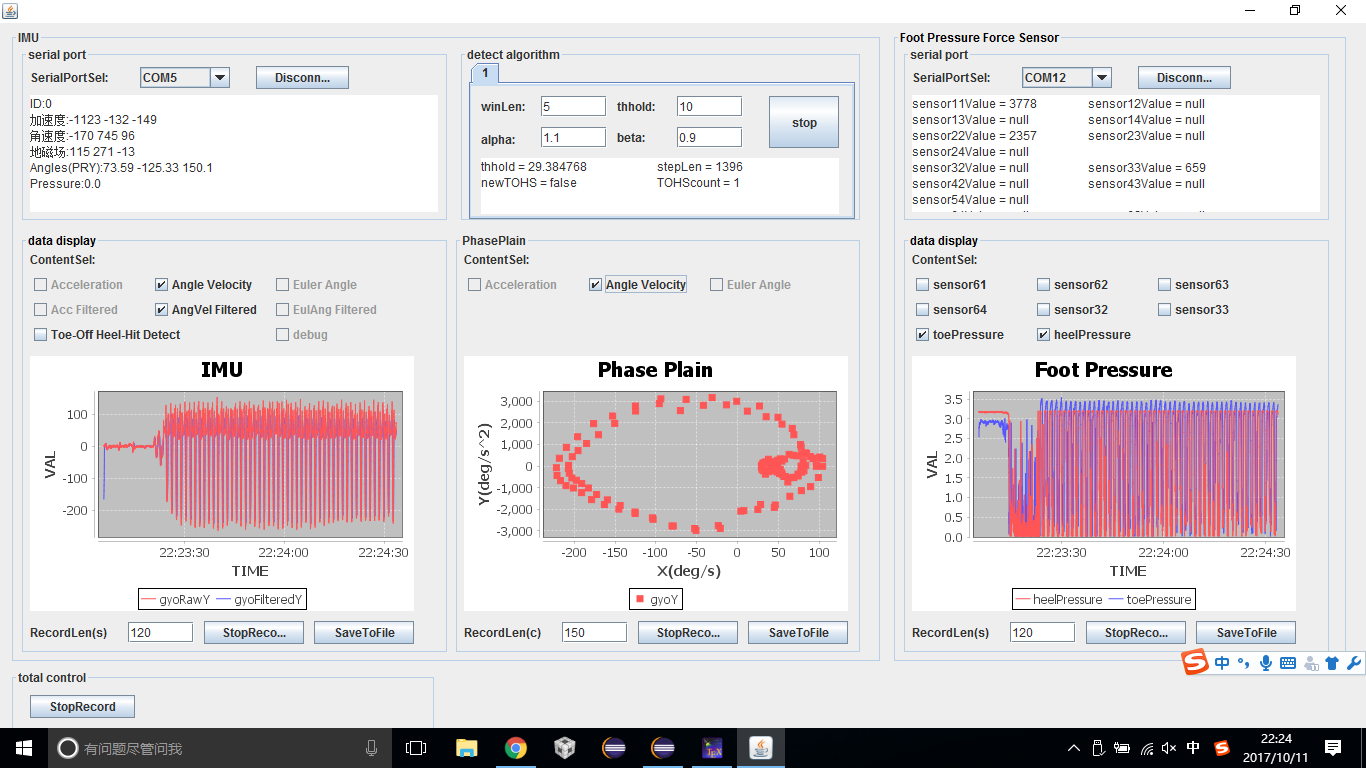 IMU
serial port
SerialPortSel: COM5 Disconn...
ID:0
加速度:-1123 -132 -149
角速度:-170 745 96
地磁场:115 271 -13
Angles(PRY):73.59 -125.33 150.1
Pressure:0.0
detect algorithm
1
winLen: 5 thhold: 10
alpha: 1.1 beta: 0.9
stop
thhold = 29.384768 stepLen = 1396
newTOHS = false TOHScount = 1
Foot Pressure Force Sensor
serial port
SerialPortSel: COM12 Disconn...
sensor11Value = 3778 sensor12Value = null
sensor13Value = null sensor14Value = null
sensor22Value = 2357 sensor23Value = null
sensor24Value = null
sensor32Value = null sensor33Value = 659
sensor42Value = null sensor43Value = null
sensor54Value = null
data display
ContentSel:
Acceleration Angle Velocity Euler Angle
Acc Filtered AngVel Filtered EulAng Filtered
Toe-Off Heel-Hit Detect debug
IMU
VAL
100
0
-100
-200
22:23:30 22:24:00 22:24:30
TIME
gyoRawY gyoFilteredY
RecordLen(s) 120 StopReco... SaveToFile
PhasePlain
ContentSel:
Acceleration Angle Velocity Euler Angle
Phase Plain
Y(deg/s^2)
3,000
2,000
1,000
0
-1,000
-2,000
-3,000
-200 -150 -100 -50 0 50 100
X(deg/s)
gyoY
RecordLen(c) 150 StopReco... SaveToFile
data display
ContentSel:
sensor61 sensor62 sensor63
sensor64 sensor32 sensor33
toePressure heelPressure
Foot Pressure
VAL
3.5
3.0
2.5
2.0
1.5
1.0
0.5
0.0
22:23:30 22:24:00 22:24:30
TIME
heelPressure toePressure
RecordLen(s) 120 StopReco... SaveToFile
S 中
total control
StopRecord
有问题尽管问我
TEX
中 S
22:24
2017/10/11